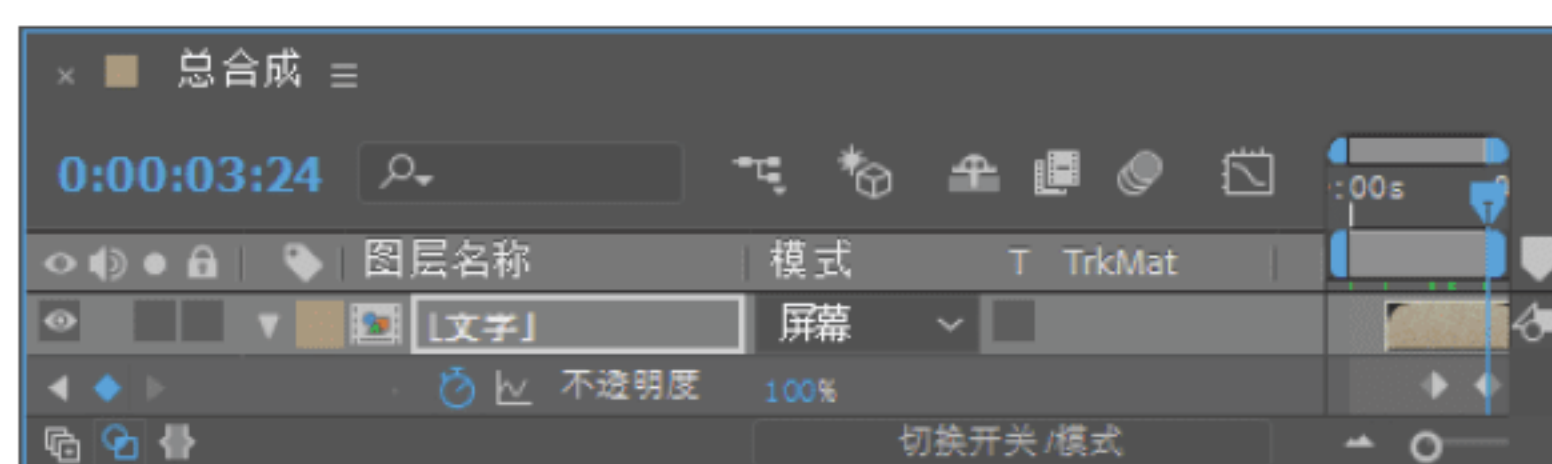 总合成
0:00:03:24
:00s
图层名称 模式 T TrkMat
[文字] 屏幕
不透明度 100%
切换开关/模式